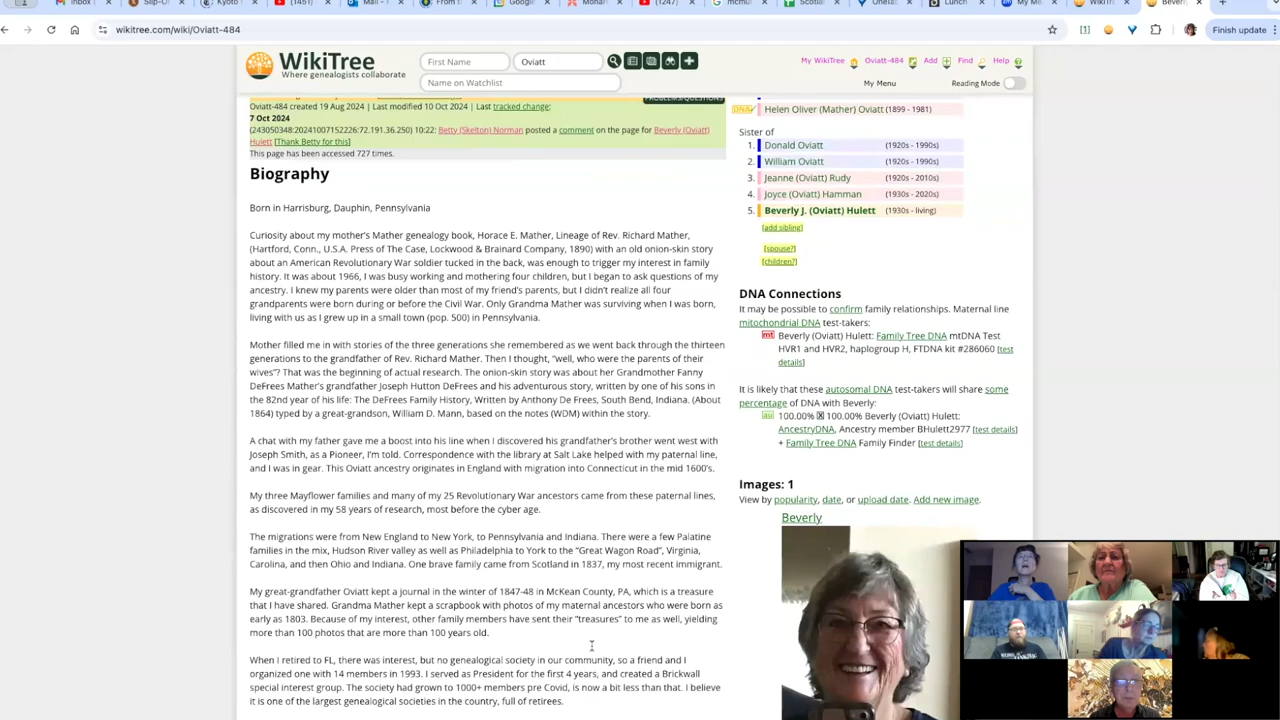 Inbox
Slip-O
Kyoto
(1451)
Mail -
From t
Google
Monar
(1247)
mcmu
Scotla
OneTab
Lunch
My Me
WikiTr
Beverly
wikitree.com/wiki/Oviatt-484
Finish update
WikiTree
Where genealogists collaborate
First Name
Oviatt
Name on Watchlist
My WikiTree
Oviatt-484
Add
Find
Help
My Menu
Reading Mode
Oviatt-484 created 19 Aug 2024 | Last modified 10 Oct 2024 | Last tracked change:
7 Oct 2024
(243050348:20241007152226:72.191.36.250) 10:22: Betty (Skelton) Norman posted a comment on the page for Beverly (Oviatt)
Hulett [Thank Betty for this]
This page has been accessed 727 times.
PROBLEMS/QUESTIONS
Biography
Born in Harrisburg, Dauphin, Pennsylvania
Curiosity about my mother's Mather genealogy book, Horace E. Mather, Lineage of Rev. Richard Mather,
(Hartford, Conn., U.S.A. Press of The Case, Lockwood & Brainard Company, 1890) with an old onion-skin story
about an American Revolutionary War soldier tucked in the back, was enough to trigger my interest in family
history. It was about 1966, I was busy working and mothering four children, but I began to ask questions of my
ancestry. I knew my parents were older than most of my friend's parents, but I didn't realize all four
grandparents were born during or before the Civil War. Only Grandma Mather was surviving when I was born,
living with us as I grew up in a small town (pop. 500) in Pennsylvania.
Mother filled me in with stories of the three generations she remembered as we went back through the thirteen
generations to the grandfather of Rev. Richard Mather. Then I thought, "well, who were the parents of their
wives"? That was the beginning of actual research. The onion-skin story was about her Grandmother Fanny
DeFrees Mather's grandfather Joseph Hutton DeFrees and his adventurous story, written by one of his sons in
the 82nd year of his life: The DeFrees Family History, Written by Anthony De Frees, South Bend, Indiana. (About
1864) typed by a great-grandson, William D. Mann, based on the notes (WDM) within the story.
A chat with my father gave me a boost into his line when I discovered his grandfather's brother went west with
Joseph Smith, as a Pioneer, I'm told. Correspondence with the library at Salt Lake helped with my paternal line,
and I was in gear. This Oviatt ancestry originates in England with migration into Connecticut in the mid 1600's.
My three Mayflower families and many of my 25 Revolutionary War ancestors came from these paternal lines,
as discovered in my 58 years of research, most before the cyber age.
The migrations were from New England to New York, to Pennsylvania and Indiana. There were a few Palatine
families in the mix, Hudson River valley as well as Philadelphia to York to the "Great Wagon Road", Virginia,
Carolina, and then Ohio and Indiana. One brave family came from Scotland in 1837, my most recent immigrant.
My great-grandfather Oviatt kept a journal in the winter of 1847-48 in McKean County, PA, which is a treasure
that I have shared. Grandma Mather kept a scrapbook with photos of my maternal ancestors who were born as
early as 1803. Because of my interest, other family members have sent their "treasures" to me as well, yielding
more than 100 photos that are more than 100 years old.
When I retired to FL, there was interest, but no genealogical society in our community, so a friend and I
organized one with 14 members in 1993. I served as President for the first 4 years, and created a Brickwall
special interest group. The society had grown to 1000+ members pre Covid, is now a bit less than that. I believe
it is one of the largest genealogical societies in the country, full of retirees.
DNA Helen Oliver (Mather) Oviatt (1899 - 1981)
Sister of
1. Donald Oviatt (1920s - 1990s)
2. William Oviatt (1920s - 1990s)
3. Jeanne (Oviatt) Rudy (1920s - 2010s)
4. Joyce (Oviatt) Hamman (1930s - 2020s)
5. Beverly J. (Oviatt) Hulett (1930s - living)
[add sibling]
[spouse?]
[children?]
DNA Connections
It may be possible to confirm family relationships. Maternal line
mitochondrial DNA test-takers:
mt Beverly (Oviatt) Hulett: Family Tree DNA mtDNA Test
HVR1 and HVR2, haplogroup H, FTDNA kit #286060 [test
details]
It is likely that these autosomal DNA test-takers will share some
percentage of DNA with Beverly:
au 100.00% 100.00% Beverly (Oviatt) Hulett:
AncestryDNA, Ancestry member BHulett2977 [test details]
+ Family Tree DNA Family Finder [test details]
Images: 1
View by popularity, date, or upload date. Add new image.
Beverly